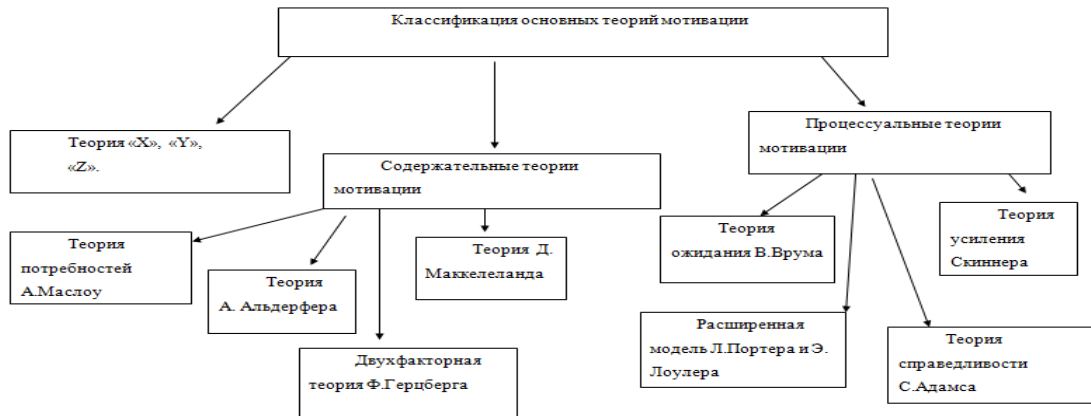 Классификация основных теорий мотивации
Теория «X», «Y»,
«Z».
Содержательные теории
мотивации
Процессуальные теории
мотивации
Теория
потребностей
А.Маслоу
Теория
А. Альдерфера
Двухфакторная
теория Ф.Герцберга
Теория Д.
Маккелеланда
Теория
ожидания В.Врума
Расширенная
модель Л.Портера и Э.
Лоулера
Теория
справедливости
С.Адамса
Теория
усиления
Скиннера